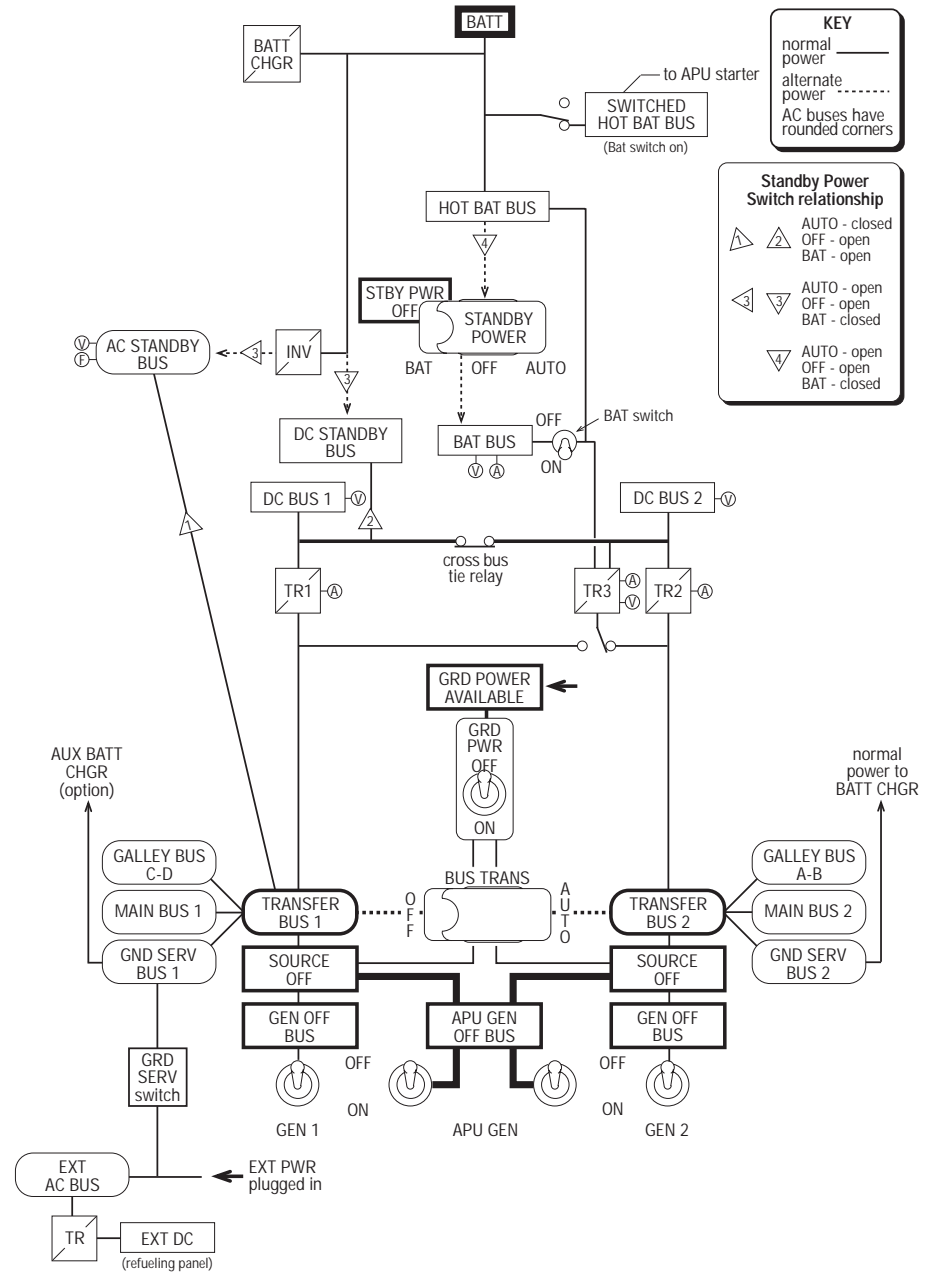 BATT
BATT
CHGR
to APU starter
SWITCHED
HOT BAT BUS
(Bat switch on)
KEY
normal
power
alternate
power
AC buses have
rounded corners
Standby Power
Switch relationship
1
2
AUTO - closed
OFF - open
BAT - open
3
3
AUTO - open
OFF - open
BAT - closed
4
AUTO - open
OFF - open
BAT - closed
HOT BAT BUS
4
STBY PWR
OFF
STANDBY
POWER
BAT
OFF
AUTO
V
F
AC STANDBY
BUS
3
INV
3
DC STANDBY
BUS
BAT BUS
V
A
OFF
ON
BAT switch
DC BUS 1
V
2
DC BUS 2
V
1
cross bus
tie relay
TR1
A
TR3
A
V
TR2
A
GRD POWER
AVAILABLE
GRD
PWR
OFF
ON
AUX BATT
CHGR
(option)
normal
power to
BATT CHGR
GALLEY BUS
C-D
MAIN BUS 1
GND SERV
BUS 1
TRANSFER
BUS 1
BUS TRANS
OFF
AUTO
TRANSFER
BUS 2
GALLEY BUS
A-B
MAIN BUS 2
GND SERV
BUS 2
SOURCE
OFF
SOURCE
OFF
GEN OFF
BUS
APU GEN
OFF BUS
GEN OFF
BUS
OFF
ON
OFF
ON
GEN 1
APU GEN
GEN 2
GRD
SERV
switch
EXT
AC BUS
EXT PWR
plugged in
TR
EXT DC
(refueling panel)